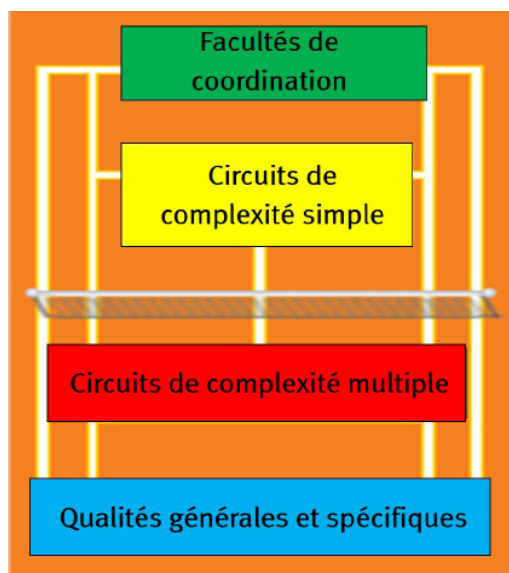 Facultés de
coordination
Circuits de
complexité simple
Circuits de complexité multiple
Qualités générales et spécifiques